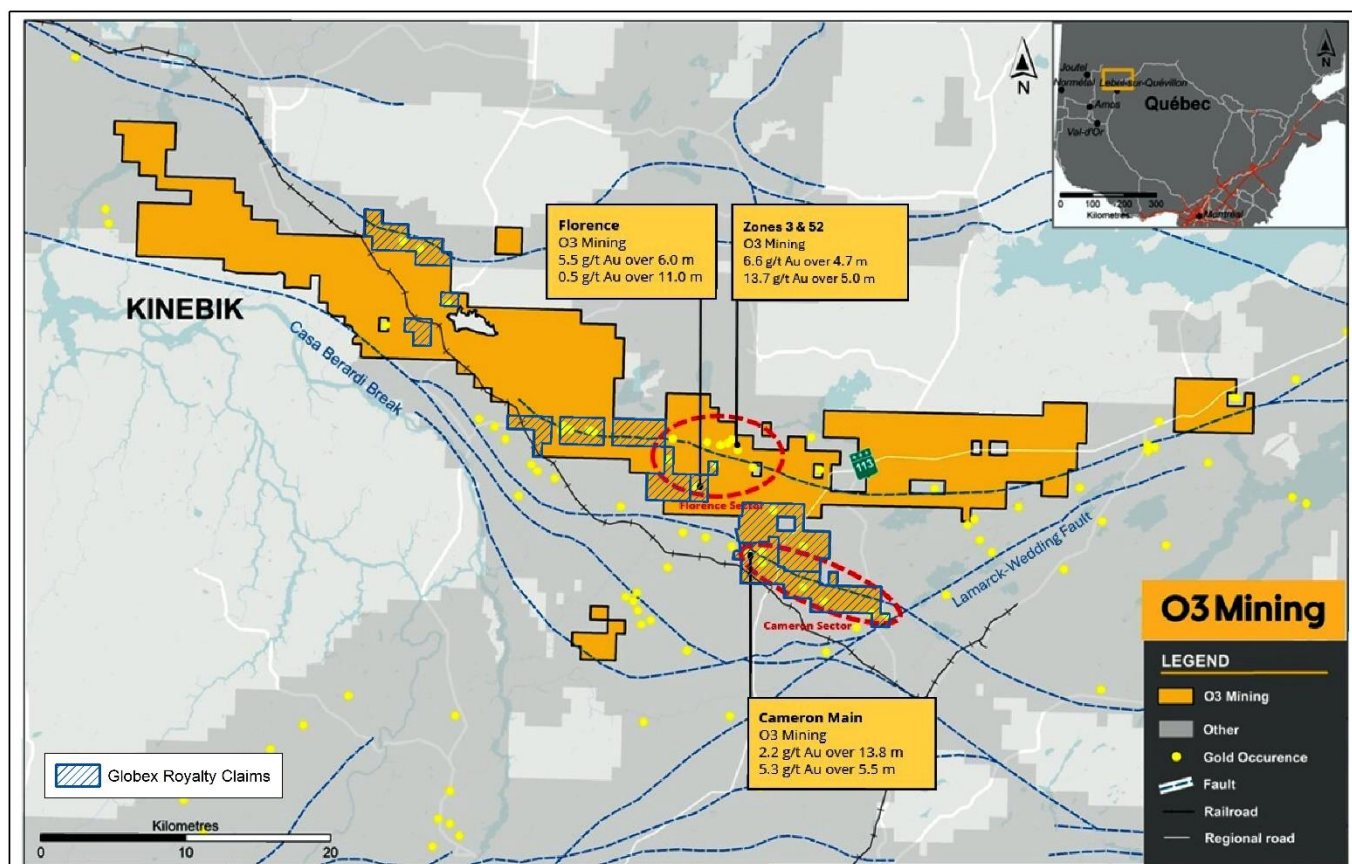 N
Joutel
Normétal
Lebel-sur-Quévillon
Amos
Québec
Val-d'Or
0 100 200 300
Kilometres
Montréal
N
Florence
O3 Mining
5.5 g/t Au over 6.0 m
0.5 g/t Au over 11.0 m
Zones 3 & 52
O3 Mining
6.6 g/t Au over 4.7 m
13.7 g/t Au over 5.0 m
KINEBIK
Casa Berardi Break
113
Florence Sector
Lamarck-Wedding Fault
Cameron Sector
Cameron Main
O3 Mining
2.2 g/t Au over 13.8 m
5.3 g/t Au over 5.5 m
O3 Mining
LEGEND
O3 Mining
Other
Gold Occurence
Fault
Railroad
Regional road
Globex Royalty Claims
Kilometres
0 10 20